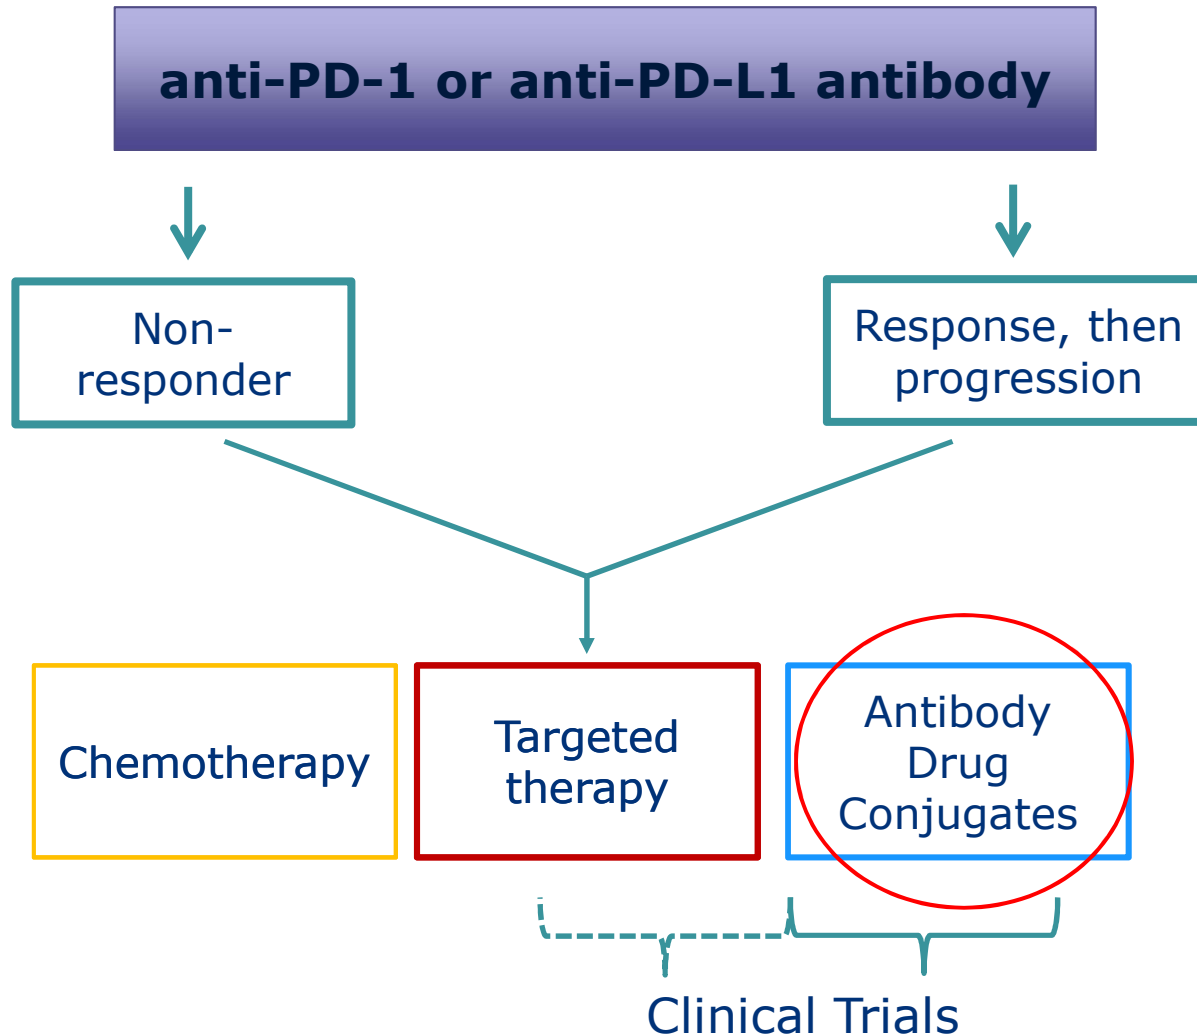 anti-PD-1 or anti-PD-L1 antibody
Non-
responder
Response, then
progression
Chemotherapy
Targeted
therapy
Antibody
Drug
Conjugates
Clinical Trials